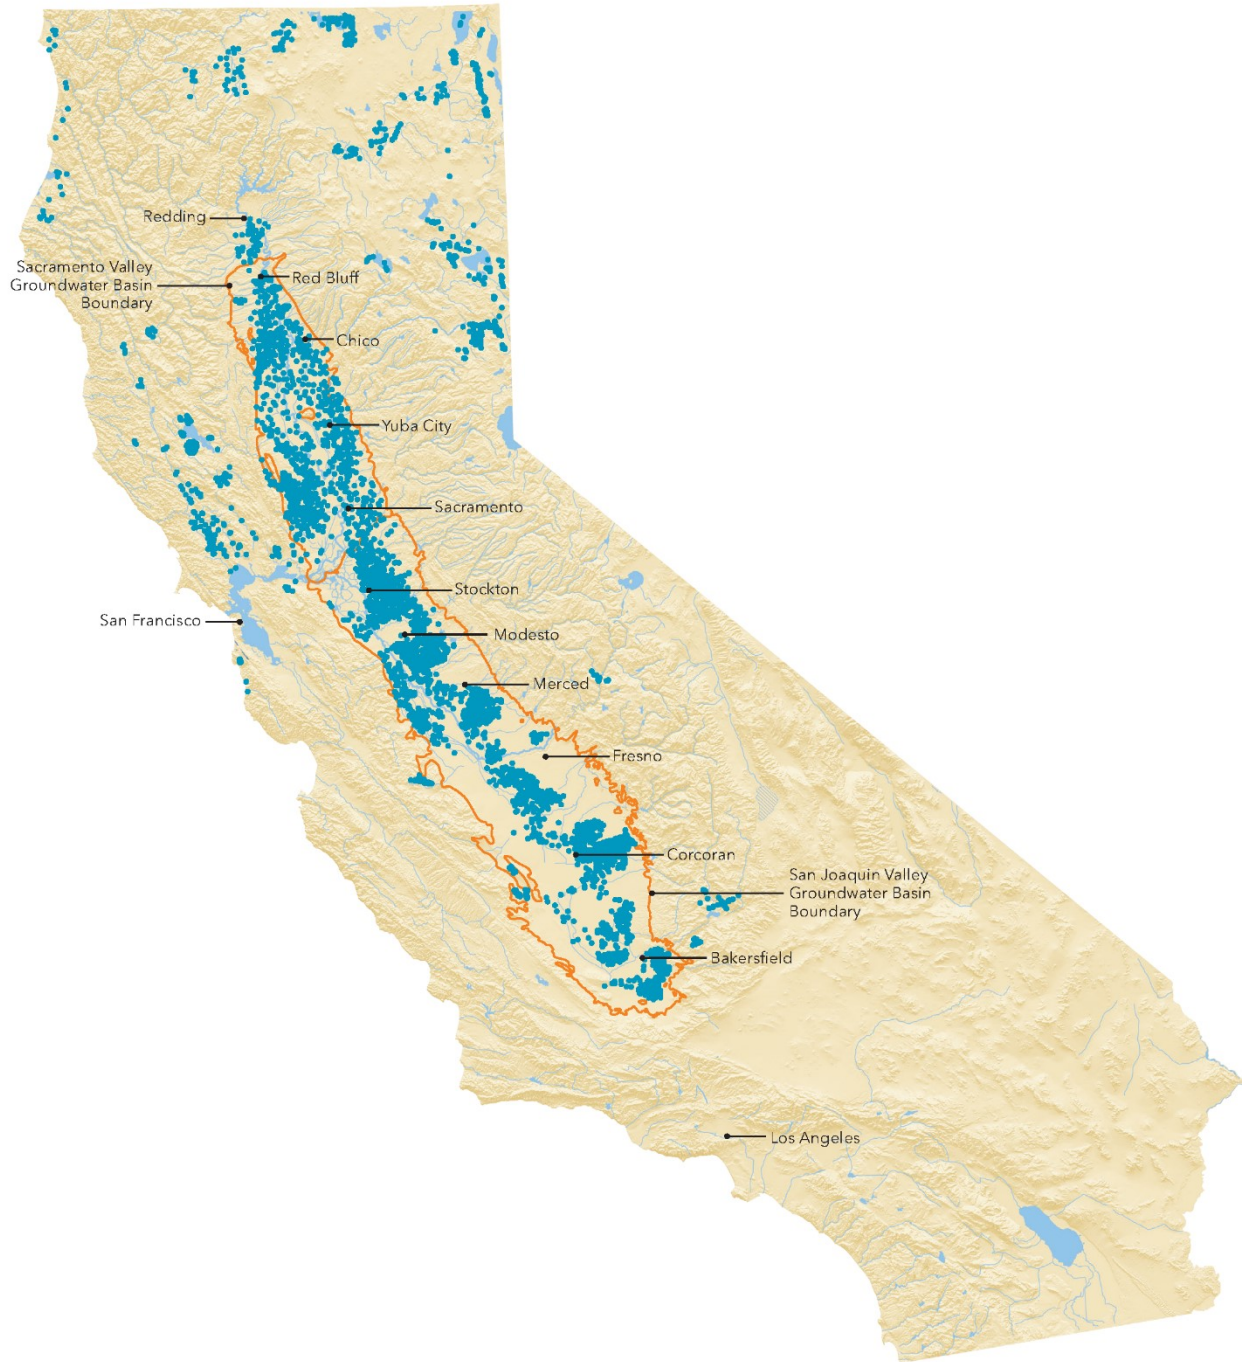 Redding
Sacramento Valley
Groundwater Basin
Boundary
Red Bluff
Chico
Yuba City
Sacramento
Stockton
San Francisco
Modesto
Merced
Fresno
Corcoran
San Joaquin Valley
Groundwater Basin
Boundary
Bakersfield
Los Angeles